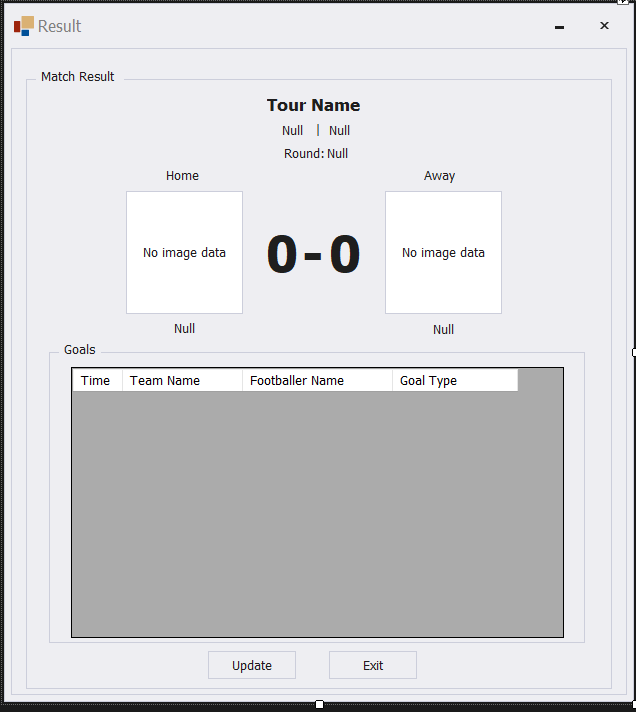 Result
Match Result
Tour Name
Null | Null
Round: Null
Home
Away
No image data
0-0
No image data
Null
Null
Goals
Time Team Name Footballer Name Goal Type
Update Exit